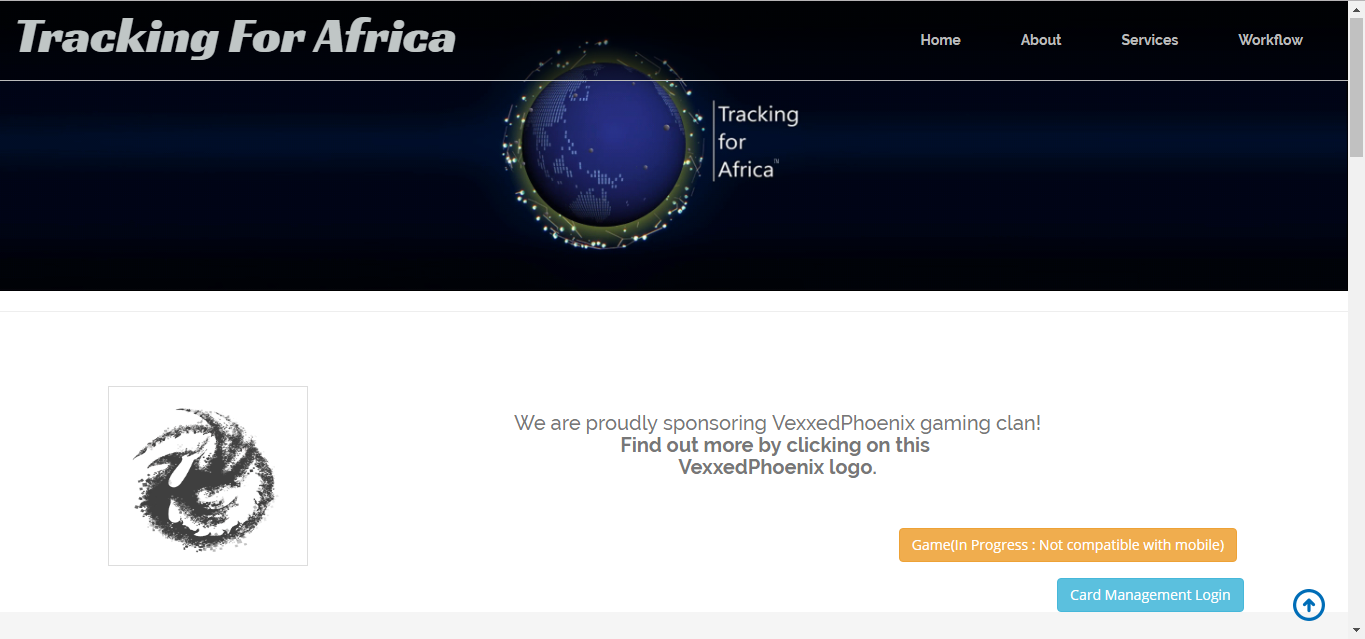 Tracking For Africa
Home
About
Services
Workflow
Tracking
for
Africa™
We are proudly sponsoring VexxedPhoenix gaming clan!
Find out more by clicking on this
VexxedPhoenix logo.
Game(In Progress : Not compatible with mobile)
Card Management Login